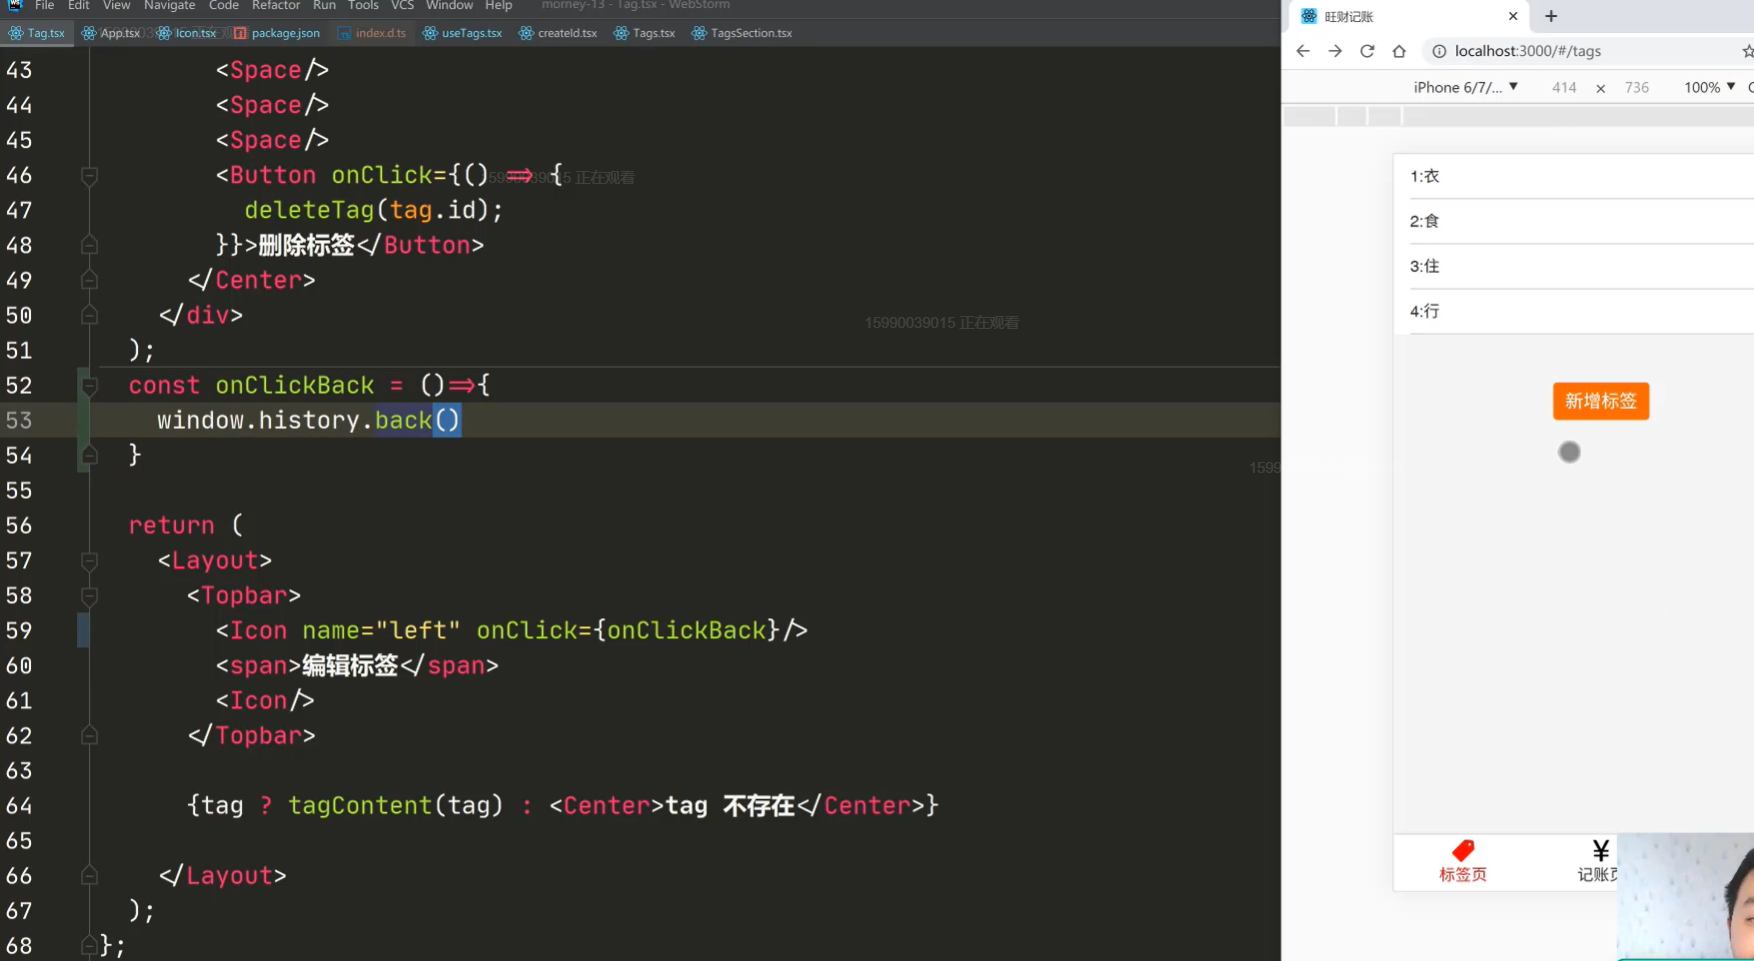 File Edit View Navigate Code Refactor Run Tools VCS Window Help morney-13 - Tag.tsx - WebStorm
Tag.tsx App.tsx Icon.tsx package.json index.d.ts useTags.tsx createId.tsx Tags.tsx TagsSection.tsx
43 <Space/>
44 <Space/>
45 <Space/>
46 <Button onClick={() => {
15990039015 正在观看
47 deleteTag(tag.id);
48 }}>删除标签</Button>
49 </Center>
50 </div>
15990039015 正在观看
51 );
52 const onClickBack = ()=>{
53 window.history.back()
54 }
1599
55
56 return (
57 <Layout>
58 <Topbar>
59 <Icon name="left" onClick={onClickBack}/>
60 <span>编辑标签</span>
61 <Icon/>
62 </Topbar>
63
64 {tag ? tagContent(tag) : <Center>tag 不存在</Center>}
65
66 </Layout>
67 );
68 };
旺财记账
localhost:3000/#/tags
iPhone 6/7/... ▼ 414 × 736 100% ▼
1:衣
2:食
3:住
4:行
新增标签
标签页 记账页